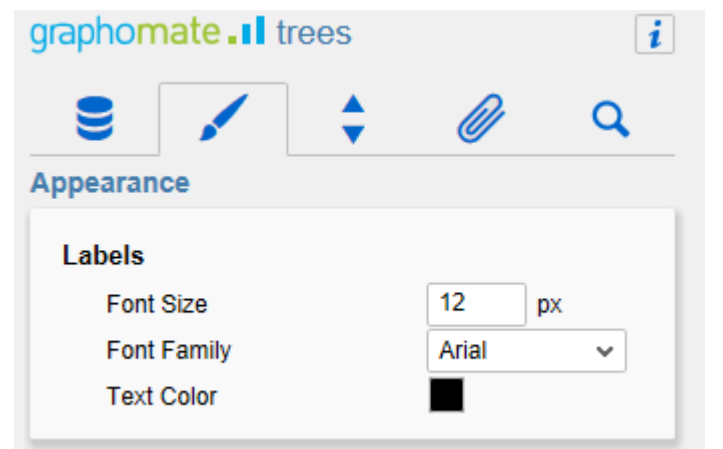 graphomate trees i
Appearance
Labels
Font Size 12 px
Font Family Arial
Text Color